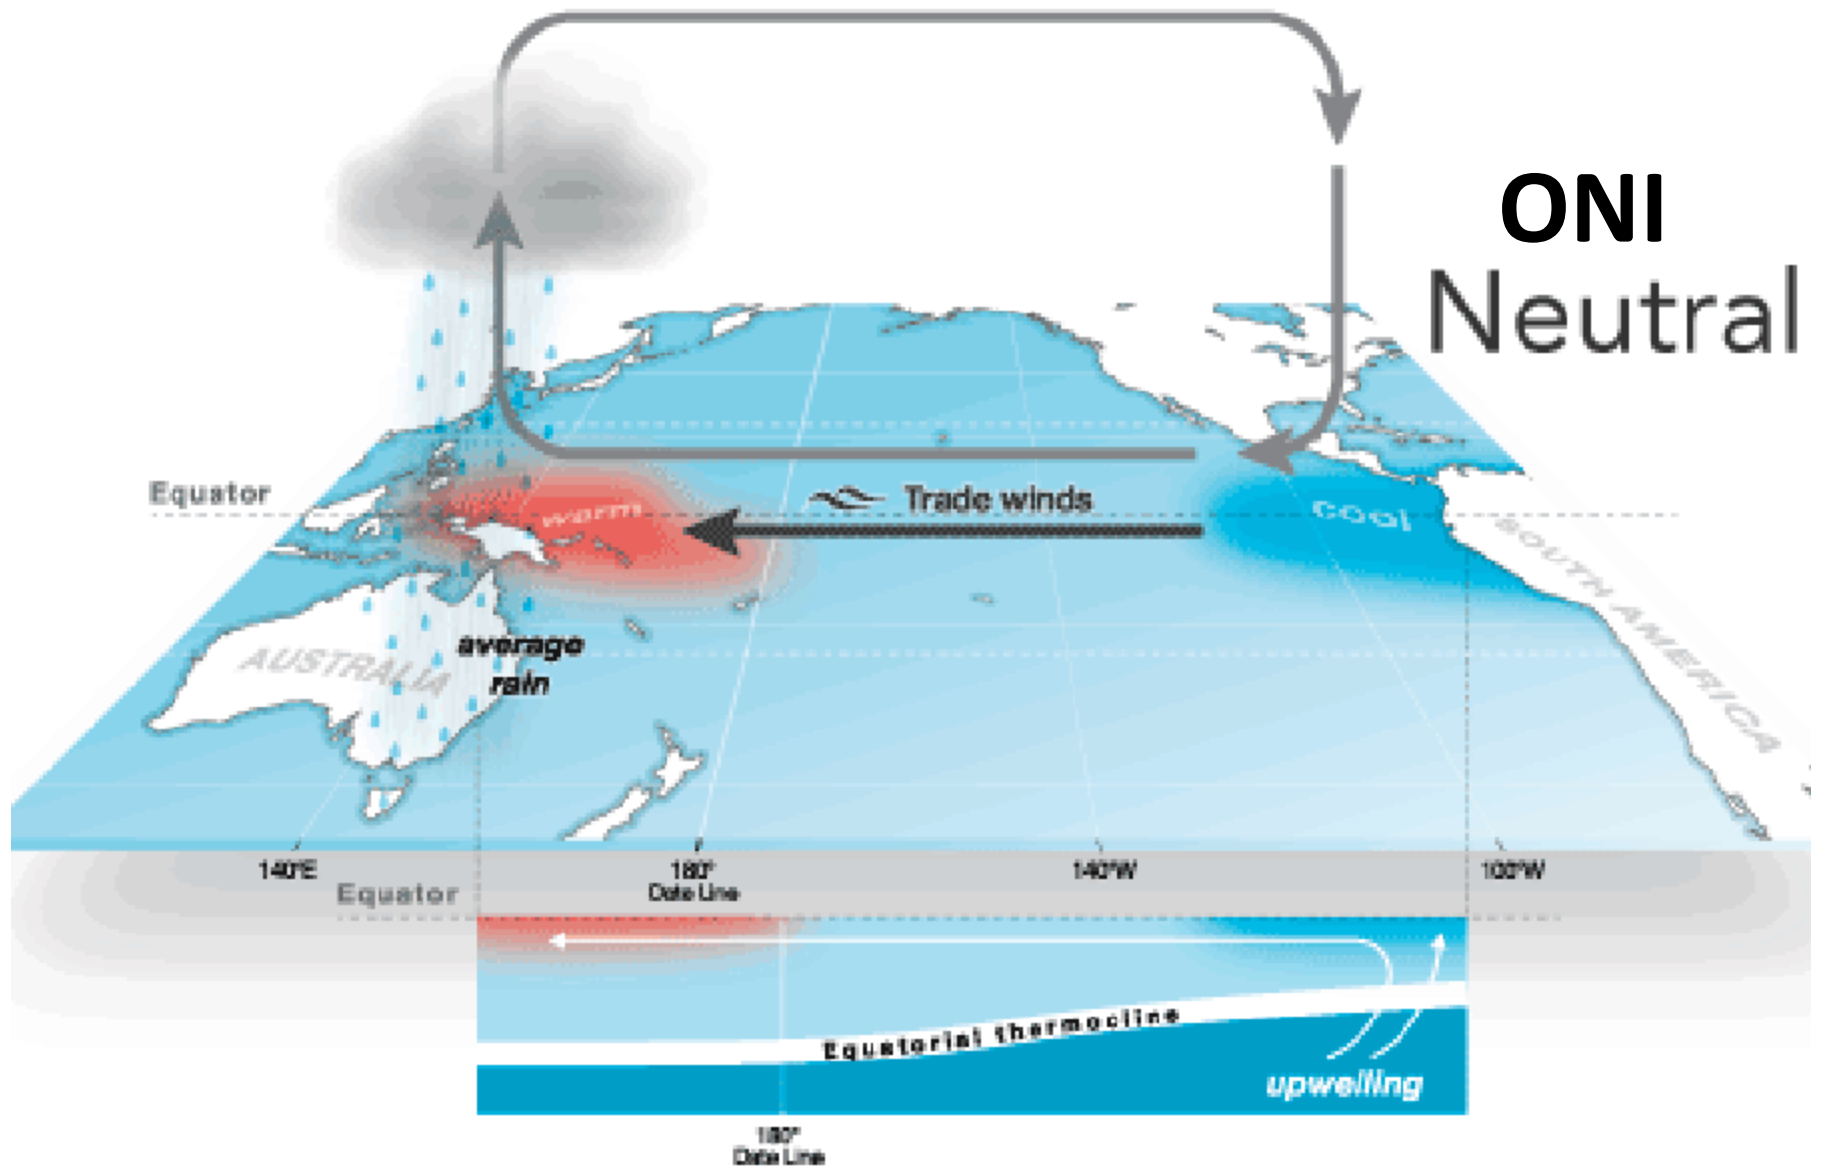 ONI
Neutral
Equator
warm
Trade winds
cool
SOUTH AMERICA
AUSTRALIA
average
rain
140°E
180°
Date Line
140°W
100°W
Equator
Equatorial thermocline
upwelling
180°
Date Line